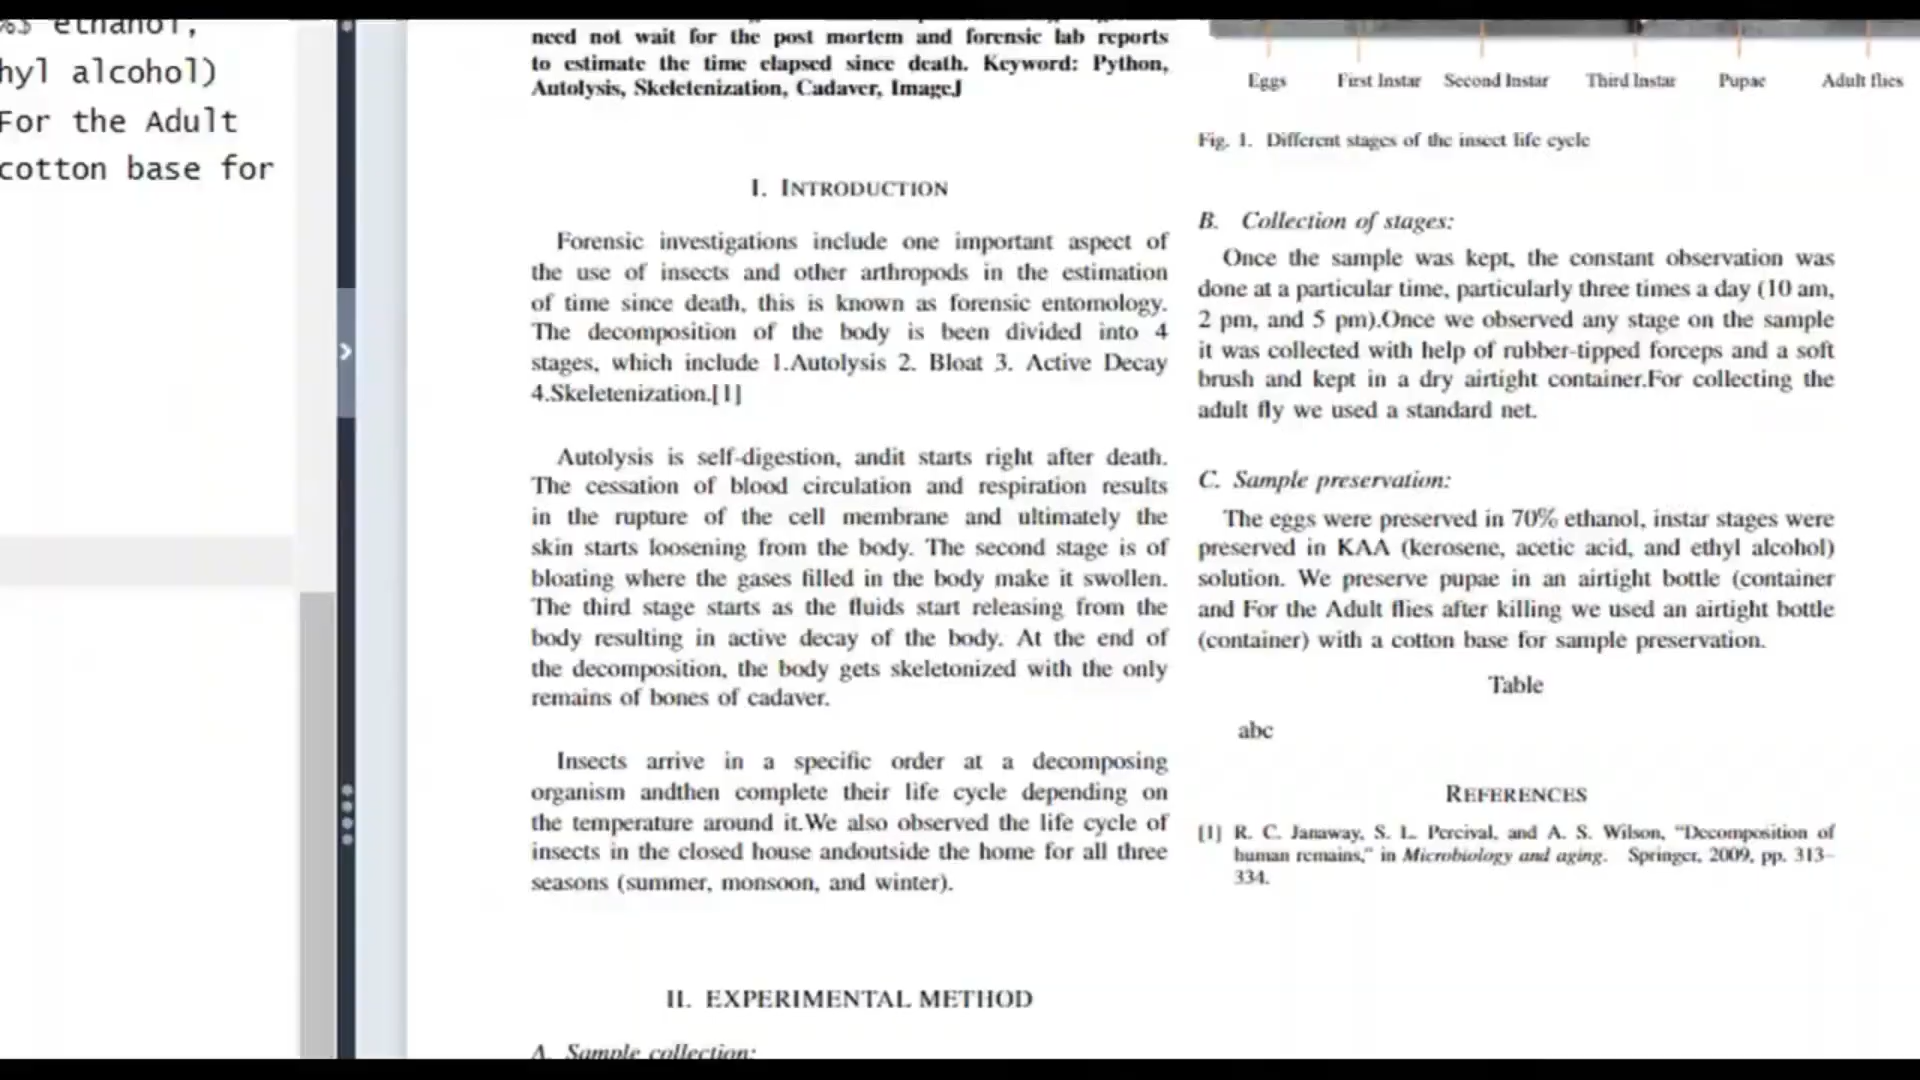 %$ ethanol,
hyl alcohol)
For the Adult
cotton base for
need not wait for the post mortem and forensic lab reports
to estimate the time elapsed since death. Keyword: Python,
Autolysis, Skeletenization, Cadaver, ImageJ
I. INTRODUCTION
Forensic investigations include one important aspect of
the use of insects and other arthropods in the estimation
of time since death, this is known as forensic entomology.
The decomposition of the body is been divided into 4
stages, which include 1.Autolysis 2. Bloat 3. Active Decay
4.Skeletenization.[1]
Autolysis is self-digestion, andit starts right after death.
The cessation of blood circulation and respiration results
in the rupture of the cell membrane and ultimately the
skin starts loosening from the body. The second stage is of
bloating where the gases filled in the body make it swollen.
The third stage starts as the fluids start releasing from the
body resulting in active decay of the body. At the end of
the decomposition, the body gets skeletonized with the only
remains of bones of cadaver.
Insects arrive in a specific order at a decomposing
organism andthen complete their life cycle depending on
the temperature around it.We also observed the life cycle of
insects in the closed house andoutside the home for all three
seasons (summer, monsoon, and winter).
II. EXPERIMENTAL METHOD
A. Sample collection:
Eggs First Instar Second Instar Third Instar Pupae Adult flies
Fig. 1. Different stages of the insect life cycle
B. Collection of stages:
Once the sample was kept, the constant observation was
done at a particular time, particularly three times a day (10 am,
2 pm, and 5 pm).Once we observed any stage on the sample
it was collected with help of rubber-tipped forceps and a soft
brush and kept in a dry airtight container.For collecting the
adult fly we used a standard net.
C. Sample preservation:
The eggs were preserved in 70% ethanol, instar stages were
preserved in KAA (kerosene, acetic acid, and ethyl alcohol)
solution. We preserve pupae in an airtight bottle (container
and For the Adult flies after killing we used an airtight bottle
(container) with a cotton base for sample preservation.
Table
abc
REFERENCES
[1] R. C. Janaway, S. L. Percival, and A. S. Wilson, "Decomposition of
human remains," in Microbiology and aging. Springer, 2009, pp. 313–
334.